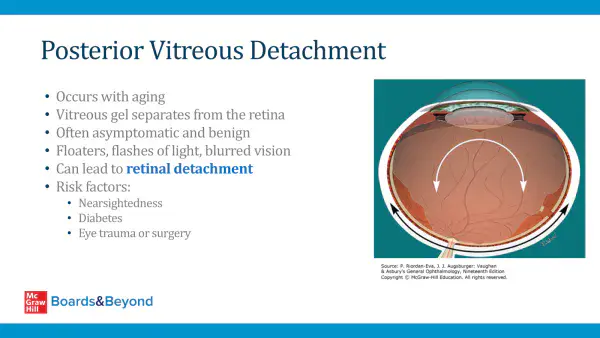 Posterior Vitreous Detachment
• Occurs with aging
• Vitreous gel separates from the retina
• Often asymptomatic and benign
• Floaters, flashes of light, blurred vision
• Can lead to retinal detachment
• Risk factors:
• Nearsightedness
• Diabetes
• Eye trauma or surgery
Source: P. Riordan-Eva, J. J. Augsburger: Vaughan
& Asbury's General Ophthalmology, Nineteenth Edition
Copyright © McGraw-Hill Education. All rights reserved.
Mc
Graw
Hill
Boards&Beyond